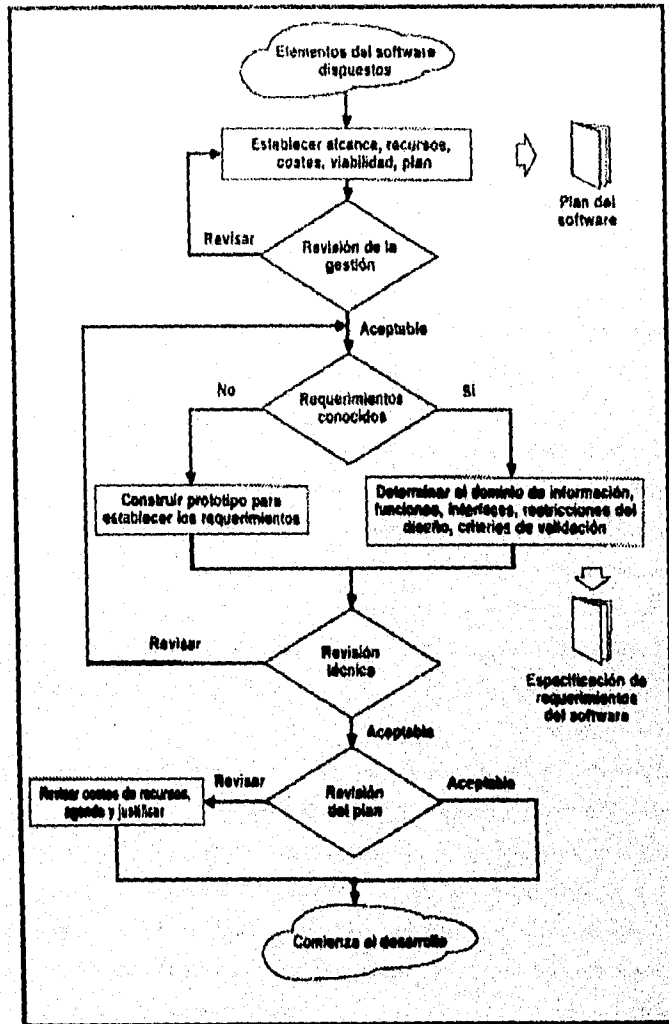 Elementos del software
dispuestos
Establecer alcance, recursos,
costes, viabilidad, plan
Plan del
software
Revisar
Revisión de la
gestión
Aceptable
No
Requerimientos
conocidos
Sí
Construir prototipo para
establecer los requerimientos
Determinar el dominio de información,
funciones, interfases, restricciones del
diseño, criterios de validación
Revisar
Revisión
técnica
Especificación de
requerimientos
del software
Aceptable
Revisar
Revisión
del plan
Aceptable
Revisar costes de recursos,
agenda y justificar
Comienza el desarrollo